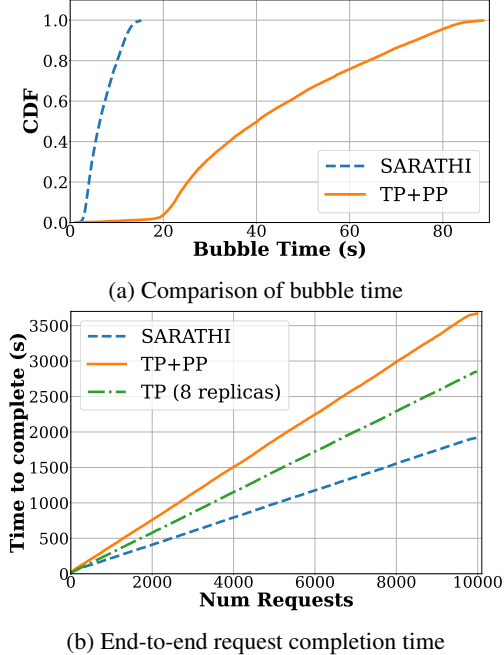 1.0
0.8
0.6
0.4
0.2
0.0
CDF
SARATHI
TP+PP
0 20 40 60 80
Bubble Time (s)
(a) Comparison of bubble time
3500
3000
2500
2000
1500
1000
500
0
Time to complete (s)
SARATHI
TP+PP
TP (8 replicas)
0 2000 4000 6000 8000 10000
Num Requests
(b) End-to-end request completion time